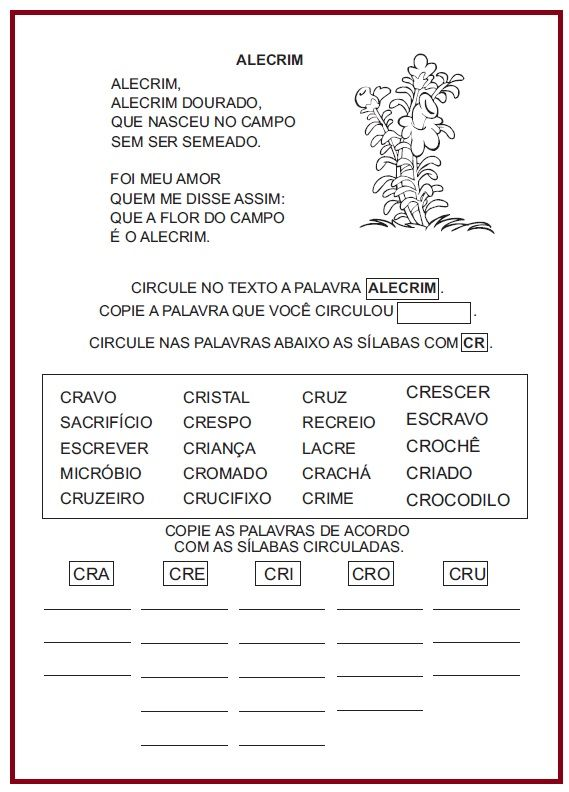 ALECRIM
ALECRIM,
ALECRIM DOURADO,
QUE NASCEU NO CAMPO
SEM SER SEMEADO.
FOI MEU AMOR
QUEM ME DISSE ASSIM:
QUE A FLOR DO CAMPO
É O ALECRIM.
CIRCULE NO TEXTO A PALAVRA ALECRIM.
COPIE A PALAVRA QUE VOCÊ CIRCULOU .
CIRCULE NAS PALAVRAS ABAIXO AS SÍLABAS COM CR.
CRAVO CRISTAL CRUZ CRESCER
SACRIFÍCIO CRESPO RECREIO ESCRAVO
ESCREVER CRIANÇA LACRE CROCHÊ
MICRÓBIO CROMADO CRACHÁ CRIADO
CRUZEIRO CRUCIFIXO CRIME CROCODILO
COPIE AS PALAVRAS DE ACORDO
COM AS SÍLABAS CIRCULADAS.
CRA CRE CRI CRO CRU